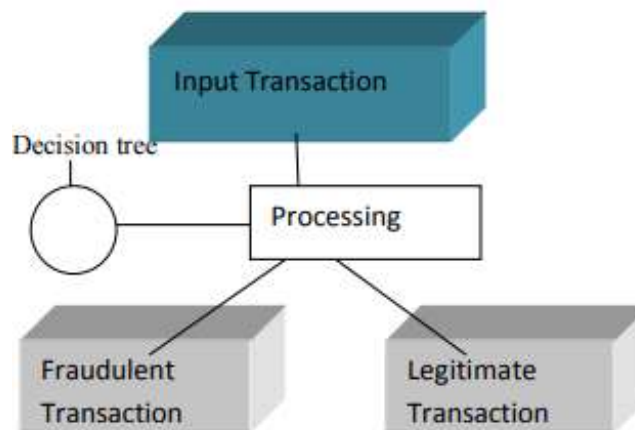 Input Transaction
Decision tree
Processing
Fraudulent
Transaction
Legitimate
Transaction